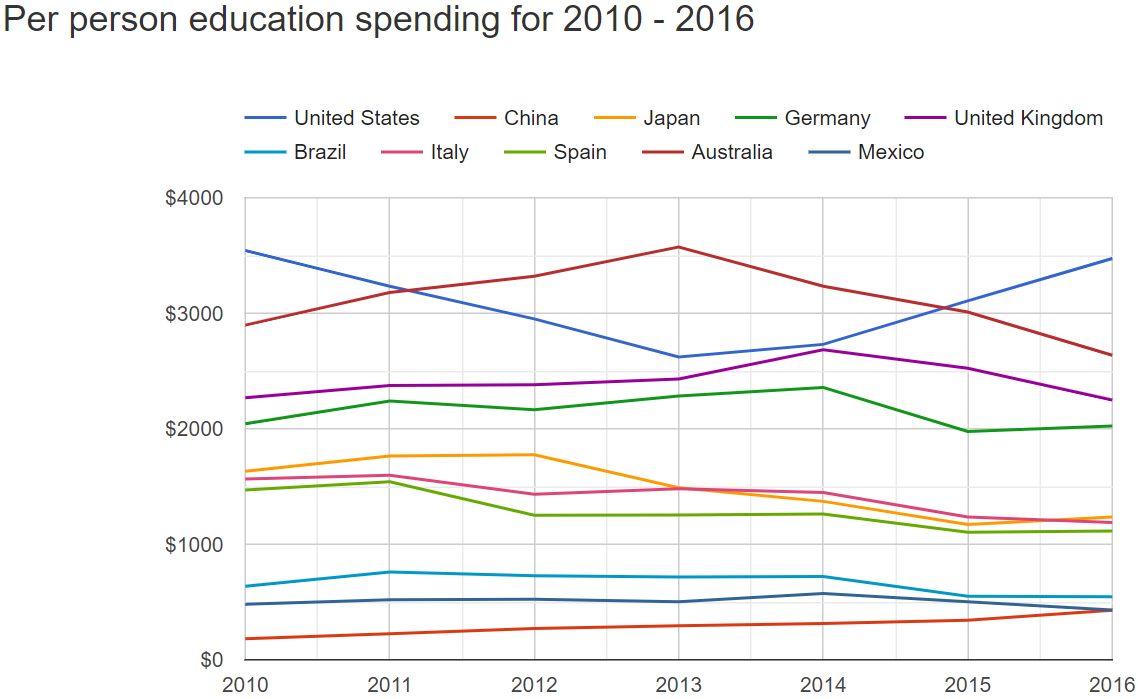 Per person education spending for 2010 - 2016
United States China Japan Germany United Kingdom
Brazil Italy Spain Australia Mexico
$4000
$3000
$2000
$1000
$0
2010 2011 2012 2013 2014 2015 2016